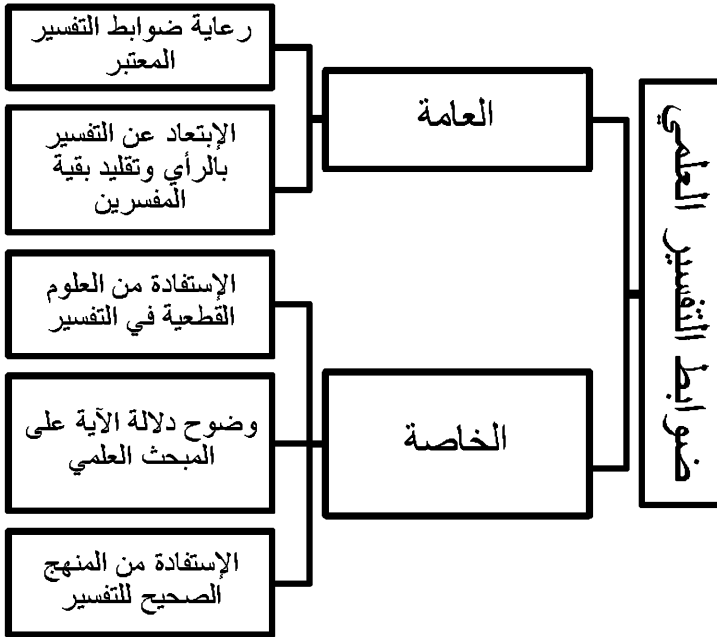 ضوابط التفسير العلمي
العامة
رعاية ضوابط التفسير
المعتبر
الإبتعاد عن التفسير
بالرأي وتقليد بقية
المفسرين
الخاصة
الإستفادة من العلوم
القطعية في التفسير
وضوح دلالة الآية على
المبحث العلمي
الإستفادة من المنهج
الصحيح للتفسير